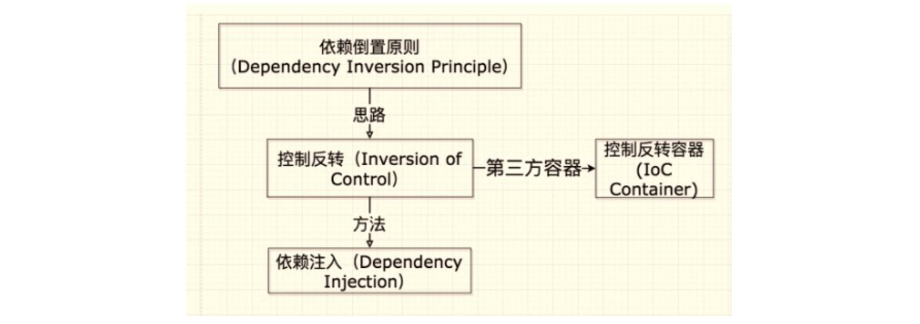 依赖倒置原则
（Dependency Inversion Principle）
思路
控制反转（Inversion of
Control）
第三方容器
控制反转容器
(IoC
Container)
方法
依赖注入（Dependency
Injection）